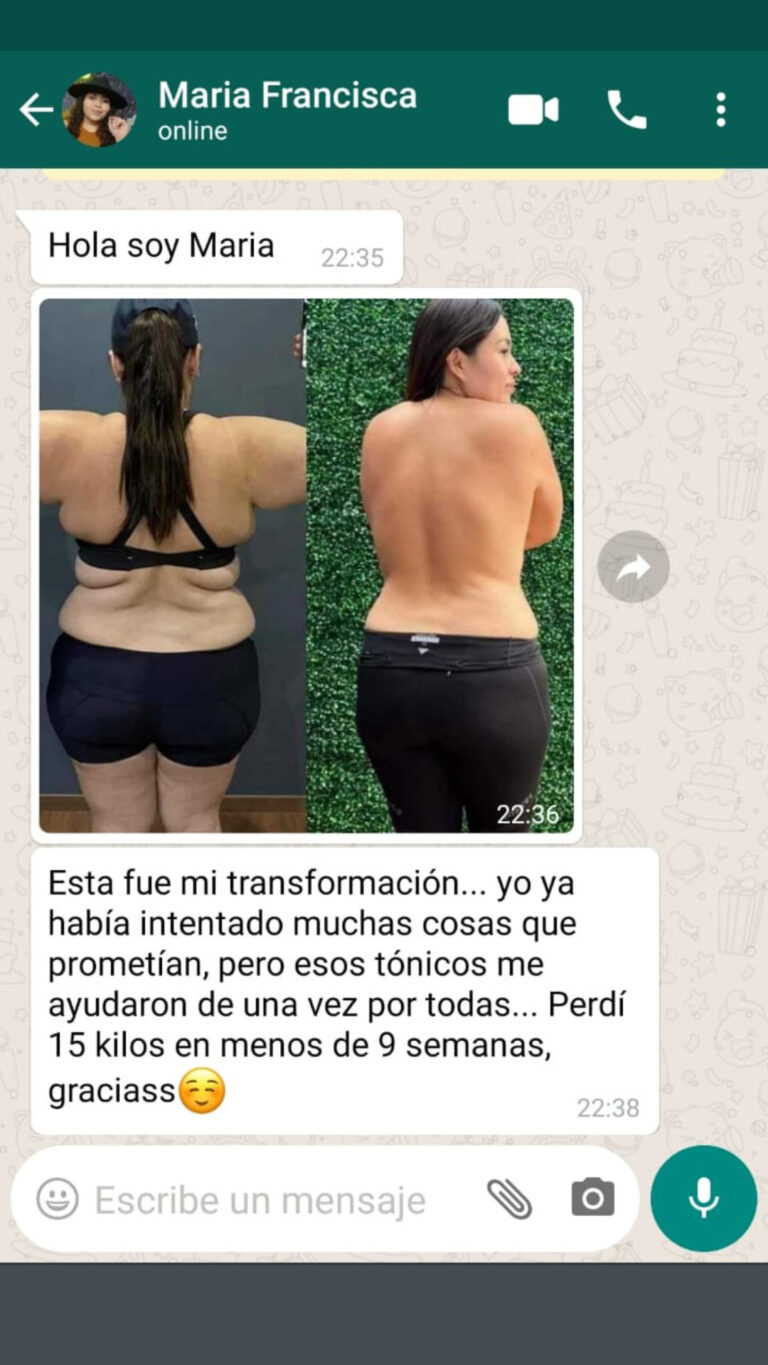 Maria Francisca
online
Hola soy Maria
22:35
22:36
Esta fue mi transformación... yo ya
había intentado muchas cosas que
prometían, pero esos tónicos me
ayudaron de una vez por todas... Perdí
15 kilos en menos de 9 semanas,
graciass☺️
22:38
Escribe un mensaje